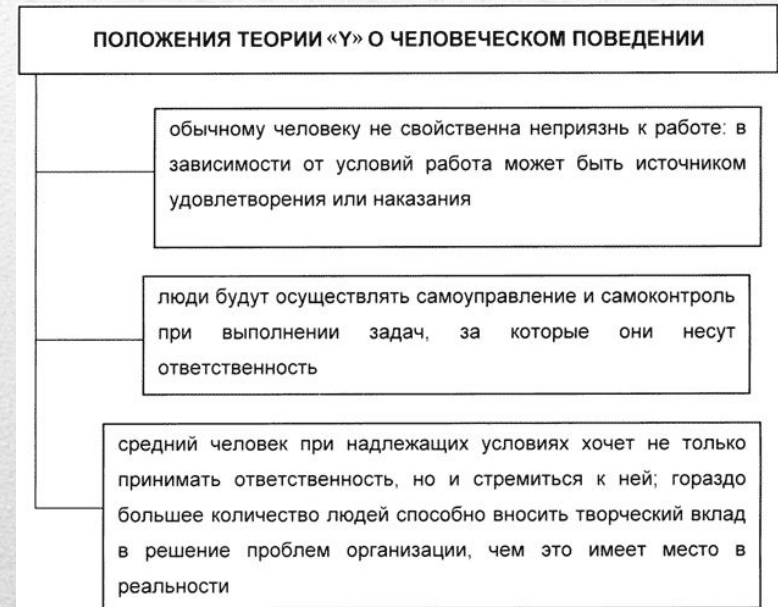 ПОЛОЖЕНИЯ ТЕОРИИ «Y» О ЧЕЛОВЕЧЕСКОМ ПОВЕДЕНИИ
обычному человеку не свойственна неприязнь к работе: в
зависимости от условий работа может быть источником
удовлетворения или наказания
люди будут осуществлять самоуправление и самоконтроль
при выполнении задач, за которые они несут
ответственность
средний человек при надлежащих условиях хочет не только
принимать ответственность, но и стремиться к ней; гораздо
большее количество людей способно вносить творческий вклад
в решение проблем организации, чем это имеет место в
реальности